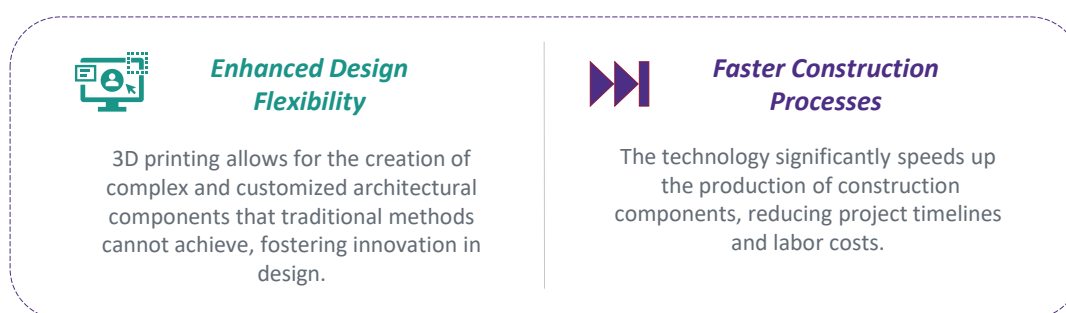 Enhanced Design
Flexibility
3D printing allows for the creation of
complex and customized architectural
components that traditional methods
cannot achieve, fostering innovation in
design.
Faster Construction
Processes
The technology significantly speeds up
the production of construction
components, reducing project timelines
and labor costs.